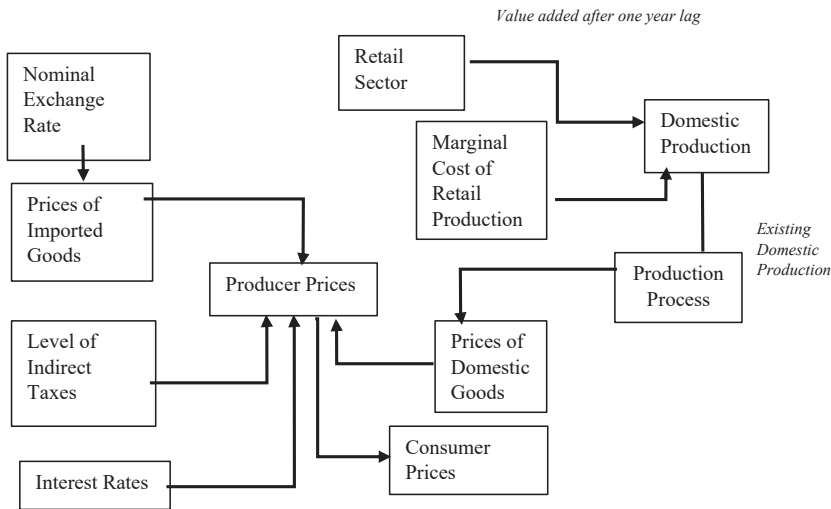 Value added after one year lag
Nominal
Exchange
Rate
Retail
Sector
Domestic
Production
Marginal
Cost of
Retail
Production
Prices of
Imported
Goods
Existing
Domestic
Production
Producer Prices
Production
Process
Level of
Indirect
Taxes
Prices of
Domestic
Goods
Consumer
Prices
Interest Rates